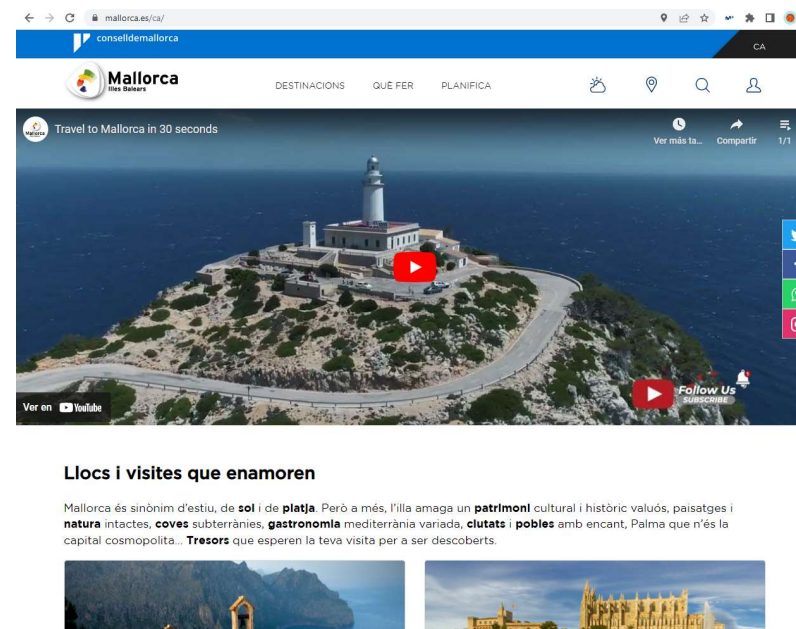 mallorca.es/ca/
conselldemallorca
CA
Mallorca
Illes Balears
DESTINACIONS QUÈ FER PLANIFICA
Mallorca
Travel to Mallorca in 30 seconds
Ver más ta... Compartir 1/1
Follow Us
SUBSCRIBE
Ver en YouTube
Llocs i visites que enamoren
Mallorca és sinònim d'estiu, de sol i de platja. Però a més, l'illa amaga un patrimoni cultural i històric valuós, paisatges i
natura intactes, coves subterrànies, gastronomia mediterrània variada, ciutats i pobles amb encant, Palma que n'és la
capital cosmopolita... Tresors que esperen la teva visita per a ser descoberts.